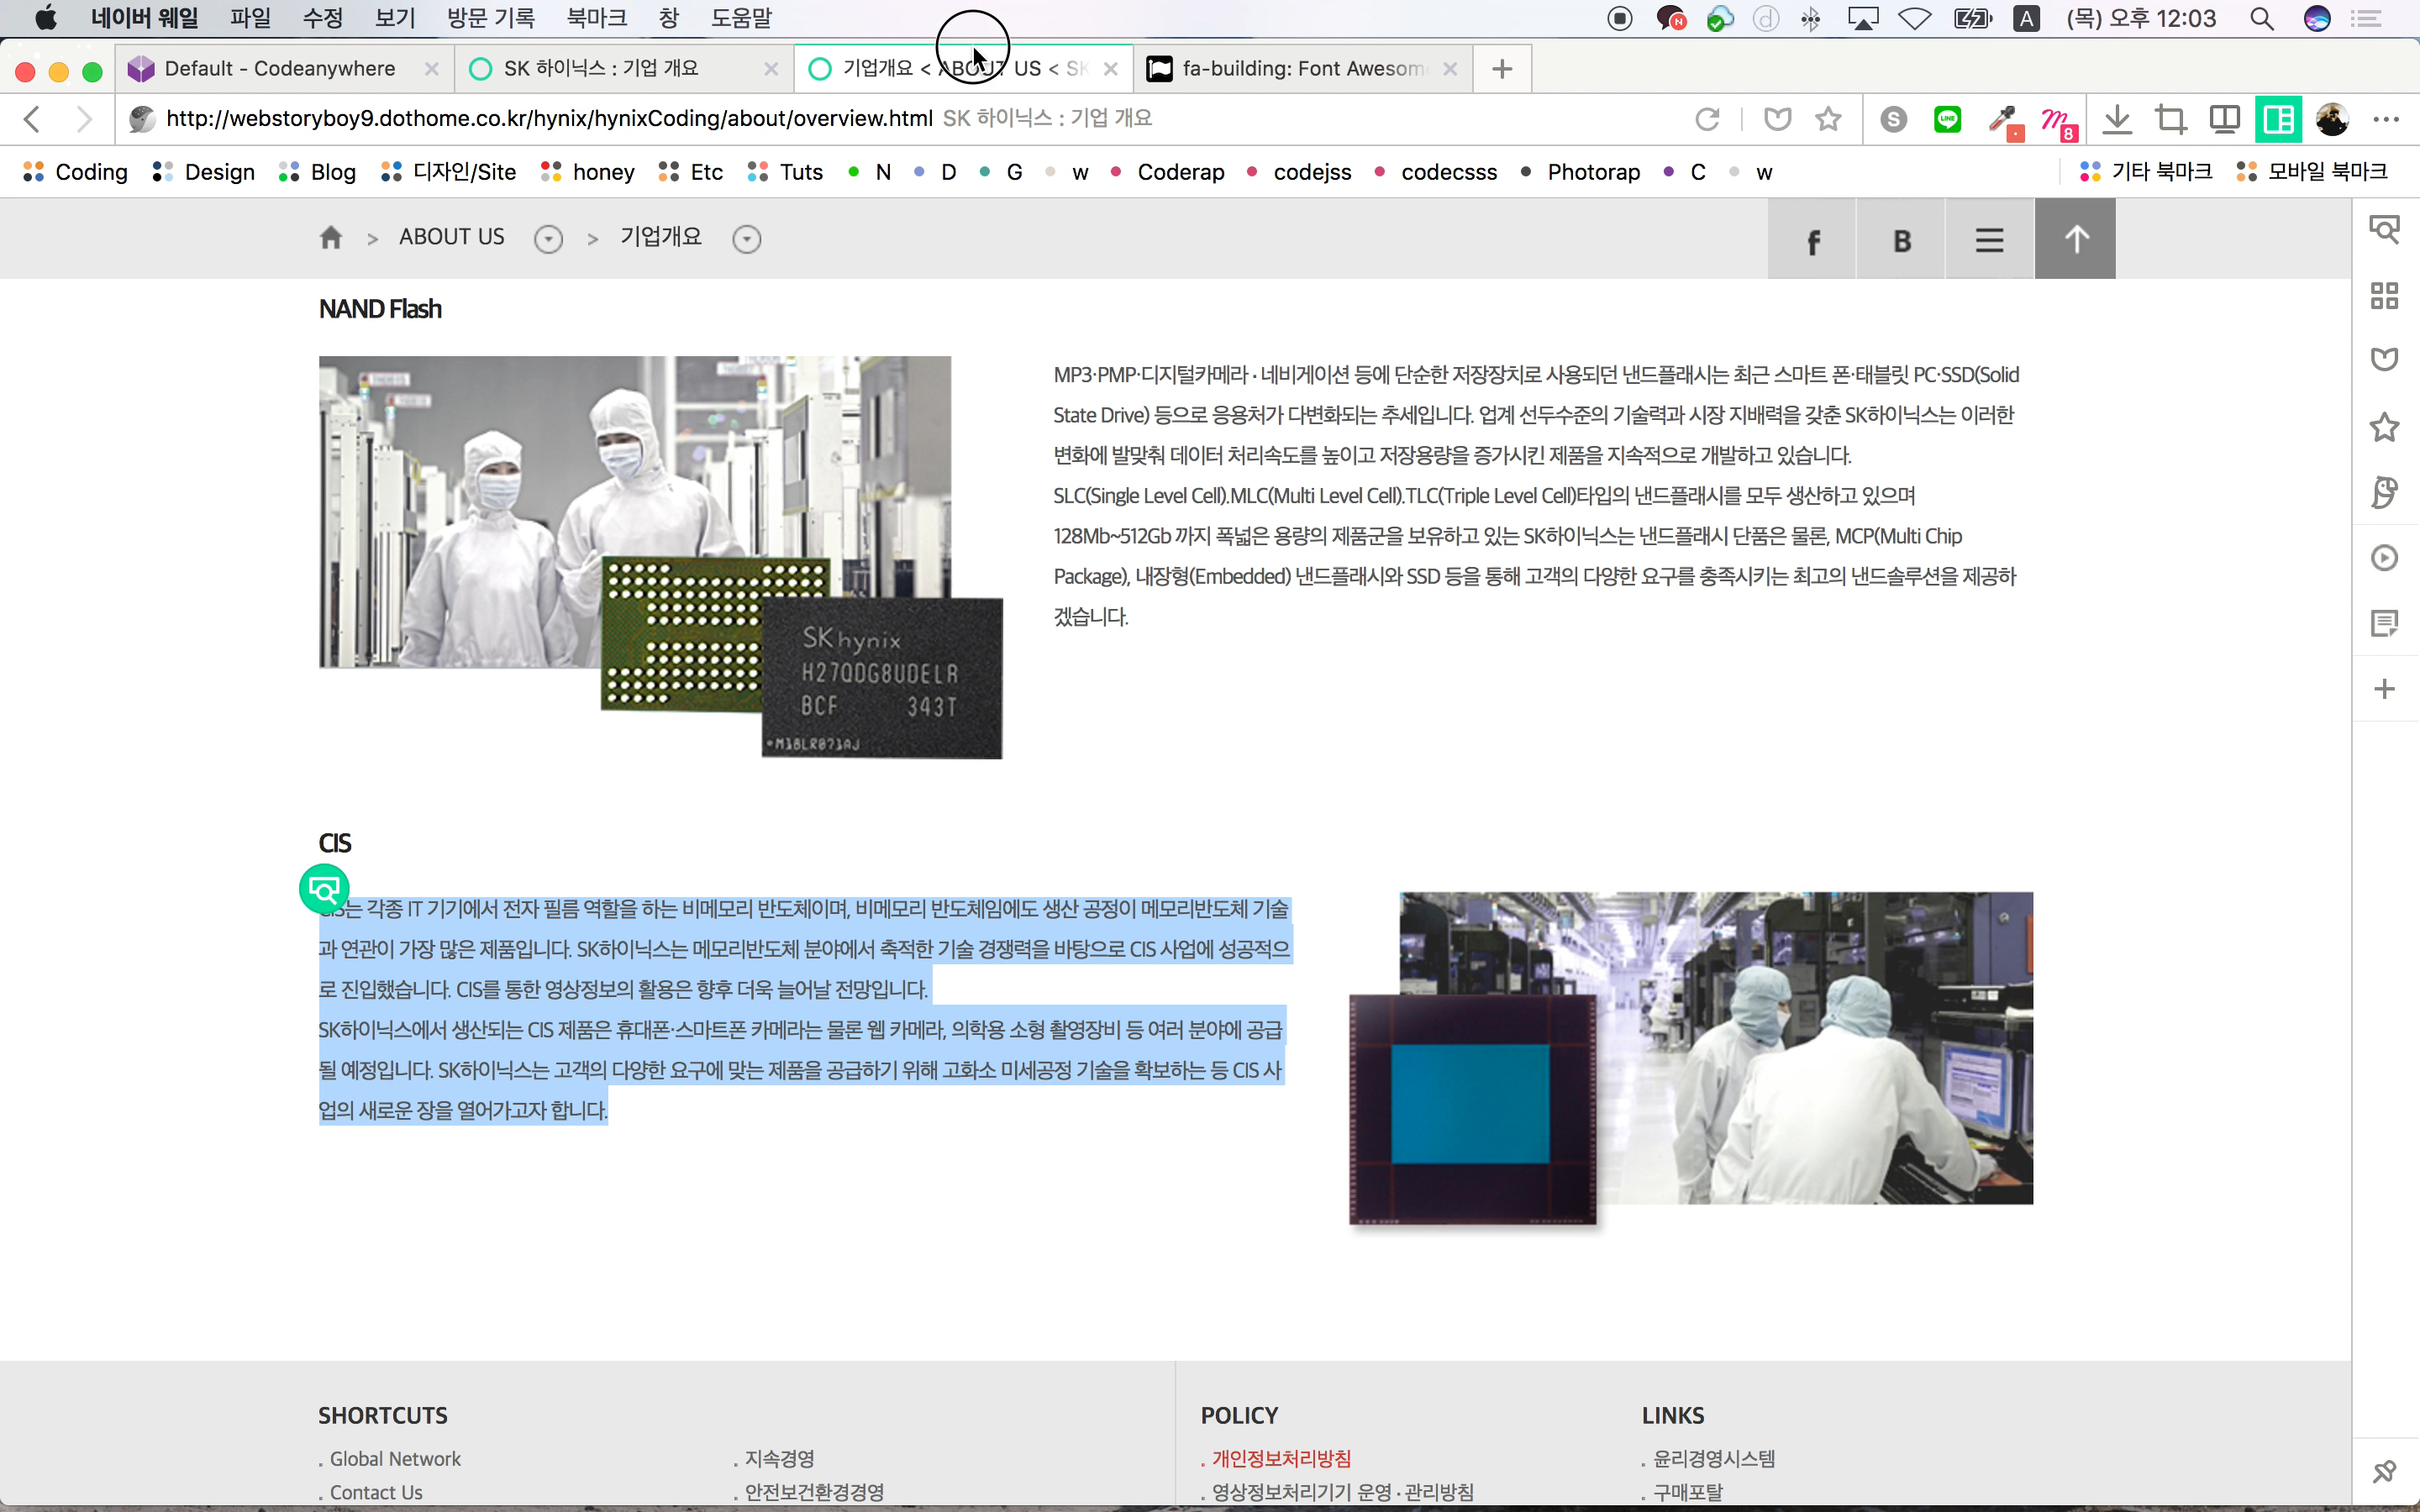 네이버 웨일 파일 수정 보기 방문 기록 북마크 창 도움말 A (목) 오후 12:03
Default - Codeanywhere SK 하이닉스 : 기업 개요 기업개요 < ABOUT US < SK fa-building: Font Awesom
http://webstoryboy9.dothome.co.kr/hynix/hynixCoding/about/overview.html SK 하이닉스 : 기업 개요 S LINE m 8
Coding Design Blog 디자인/Site honey Etc Tuts N D G w Coderap codejss codecsss Photorap C w 기타 북마크 모바일 북마크
> ABOUT US > 기업개요 f B
NAND Flash
MP3·PMP·디지털카메라 · 네비게이션 등에 단순한 저장장치로 사용되던 낸드플래시는 최근 스마트 폰·태블릿 PC·SSD(Solid
State Drive) 등으로 응용처가 다변화되는 추세입니다. 업계 선두수준의 기술력과 시장 지배력을 갖춘 SK하이닉스는 이러한
변화에 발맞춰 데이터 처리속도를 높이고 저장용량을 증가시킨 제품을 지속적으로 개발하고 있습니다.
SLC(Single Level Cell).MLC(Multi Level Cell).TLC(Triple Level Cell)타입의 낸드플래시를 모두 생산하고 있으며
128Mb~512Gb 까지 폭넓은 용량의 제품군을 보유하고 있는 SK하이닉스는 낸드플래시 단품은 물론, MCP(Multi Chip
Package), 내장형(Embedded) 낸드플래시와 SSD 등을 통해 고객의 다양한 요구를 충족시키는 최고의 낸드솔루션을 제공하
겠습니다.
SK hynix
H27QDG8UDELR
BCF 343T
M18LR071AJ
CIS
CIS는 각종 IT 기기에서 전자 필름 역할을 하는 비메모리 반도체이며, 비메모리 반도체임에도 생산 공정이 메모리반도체 기술
과 연관이 가장 많은 제품입니다. SK하이닉스는 메모리반도체 분야에서 축적한 기술 경쟁력을 바탕으로 CIS 사업에 성공적으
로 진입했습니다. CIS를 통한 영상정보의 활용은 향후 더욱 늘어날 전망입니다.
SK하이닉스에서 생산되는 CIS 제품은 휴대폰·스마트폰 카메라는 물론 웹 카메라, 의학용 소형 촬영장비 등 여러 분야에 공급
될 예정입니다. SK하이닉스는 고객의 다양한 요구에 맞는 제품을 공급하기 위해 고화소 미세공정 기술을 확보하는 등 CIS 사
업의 새로운 장을 열어가고자 합니다.
SHORTCUTS POLICY LINKS
. Global Network . 지속경영 . 개인정보처리방침 . 윤리경영시스템
. Contact Us . 안전보건환경경영 . 영상정보처리기기 운영 · 관리방침 . 구매포탈